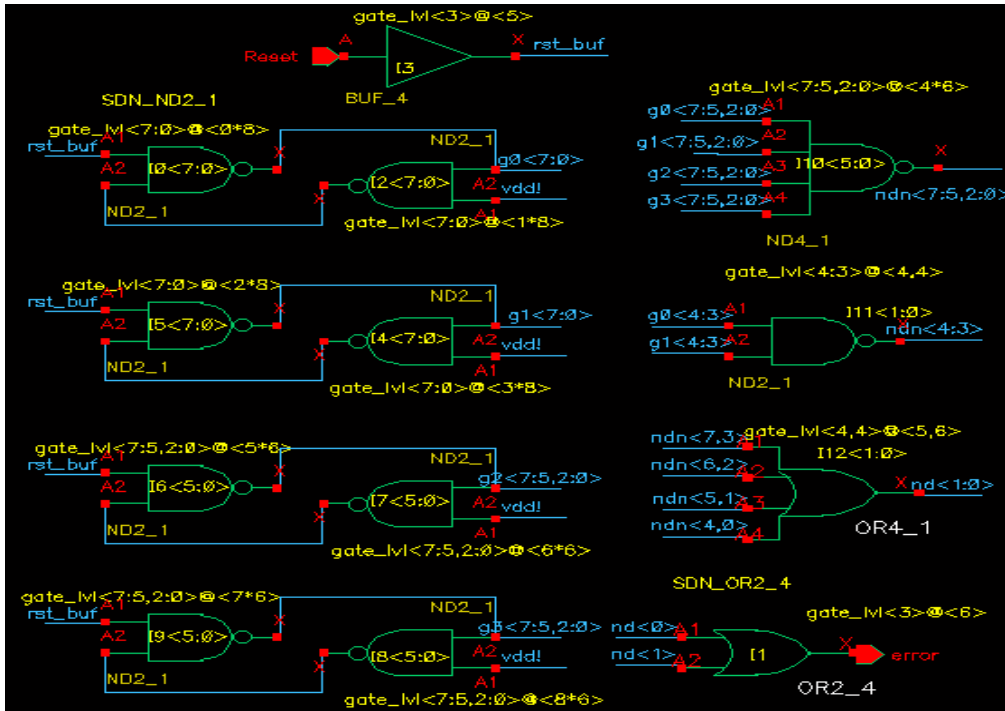 gate_lvl<3>@<5>
A
X
rst_buf
Reset
I3
BUF_4
SDN_ND2_1
gate_lvl<7:0>@<0*8>
rst_buf
A1
A2
I0<7:0>
X
ND2_1
ND2_1
g0<7:0>
I2<7:0>
X
A2
vdd!
A1
gate_lvl<7:0>@<1*8>
gate_lvl<7:5,2:0>@<4*6>
g0<7:5,2:0>
A1
g1<7:5,2:0>
A2
g2<7:5,2:0>
A3
g3<7:5,2:0>
A4
I10<5:0>
X
ndn<7:5,2:0>
ND4_1
gate_lvl<7:0>@<2*8>
rst_buf
A1
A2
I5<7:0>
X
ND2_1
ND2_1
g1<7:0>
I4<7:0>
X
A2
vdd!
A1
gate_lvl<7:0>@<3*8>
gate_lvl<4:3>@<4,4>
g0<4:3>
A1
g1<4:3>
A2
I11<1:0>
X
ndn<4:3>
ND2_1
gate_lvl<7:5,2:0>@<5*6>
rst_buf
A1
A2
I6<5:0>
X
ND2_1
ND2_1
g2<7:5,2:0>
I7<5:0>
X
A2
vdd!
A1
gate_lvl<7:5,2:0>@<6*6>
gate_lvl<4,4>@<5,6>
I12<1:0>
ndn<7,3>
A1
ndn<6,2>
A2
ndn<5,1>
A3
ndn<4,0>
A4
X
nd<1:0>
OR4_1
gate_lvl<7:5,2:0>@<7*6>
rst_buf
A1
A2
I9<5:0>
X
ND2_1
ND2_1
g3<7:5,2:0>
I8<5:0>
X
A2
vdd!
A1
gate_lvl<7:5,2:0>@<8*6>
SDN_OR2_4
gate_lvl<3>@<6>
nd<0>
A1
nd<1>
A2
I1
X
error
OR2_4